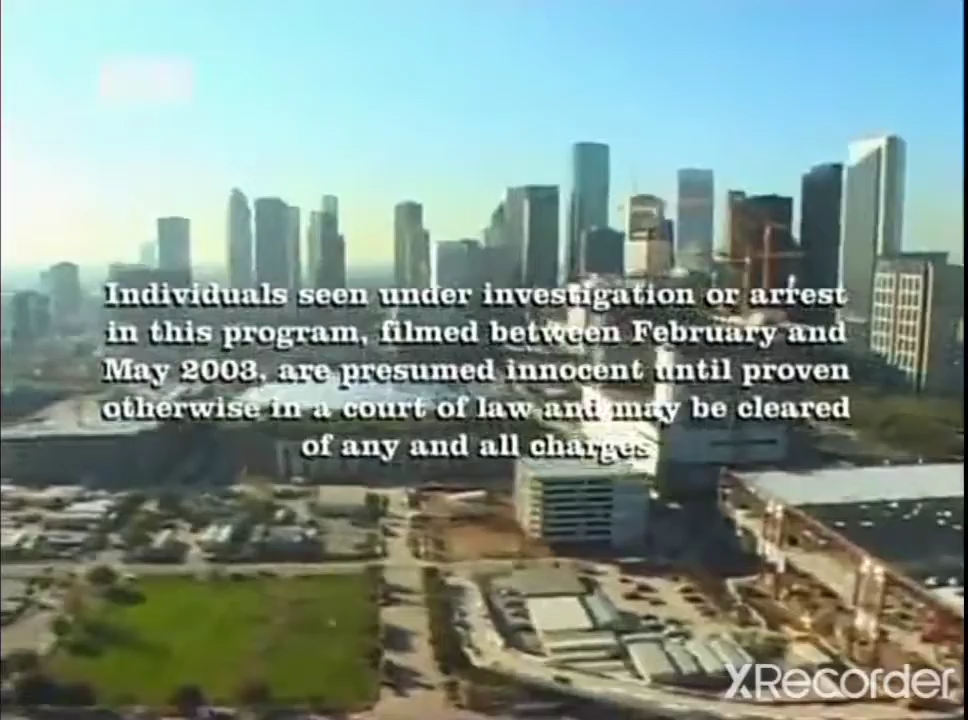 Individuals seen under investigation or arrest
in this program, filmed between February and
May 2003, are presumed innocent until proven
otherwise in a court of law and may be cleared
of any and all charges
XRecorder